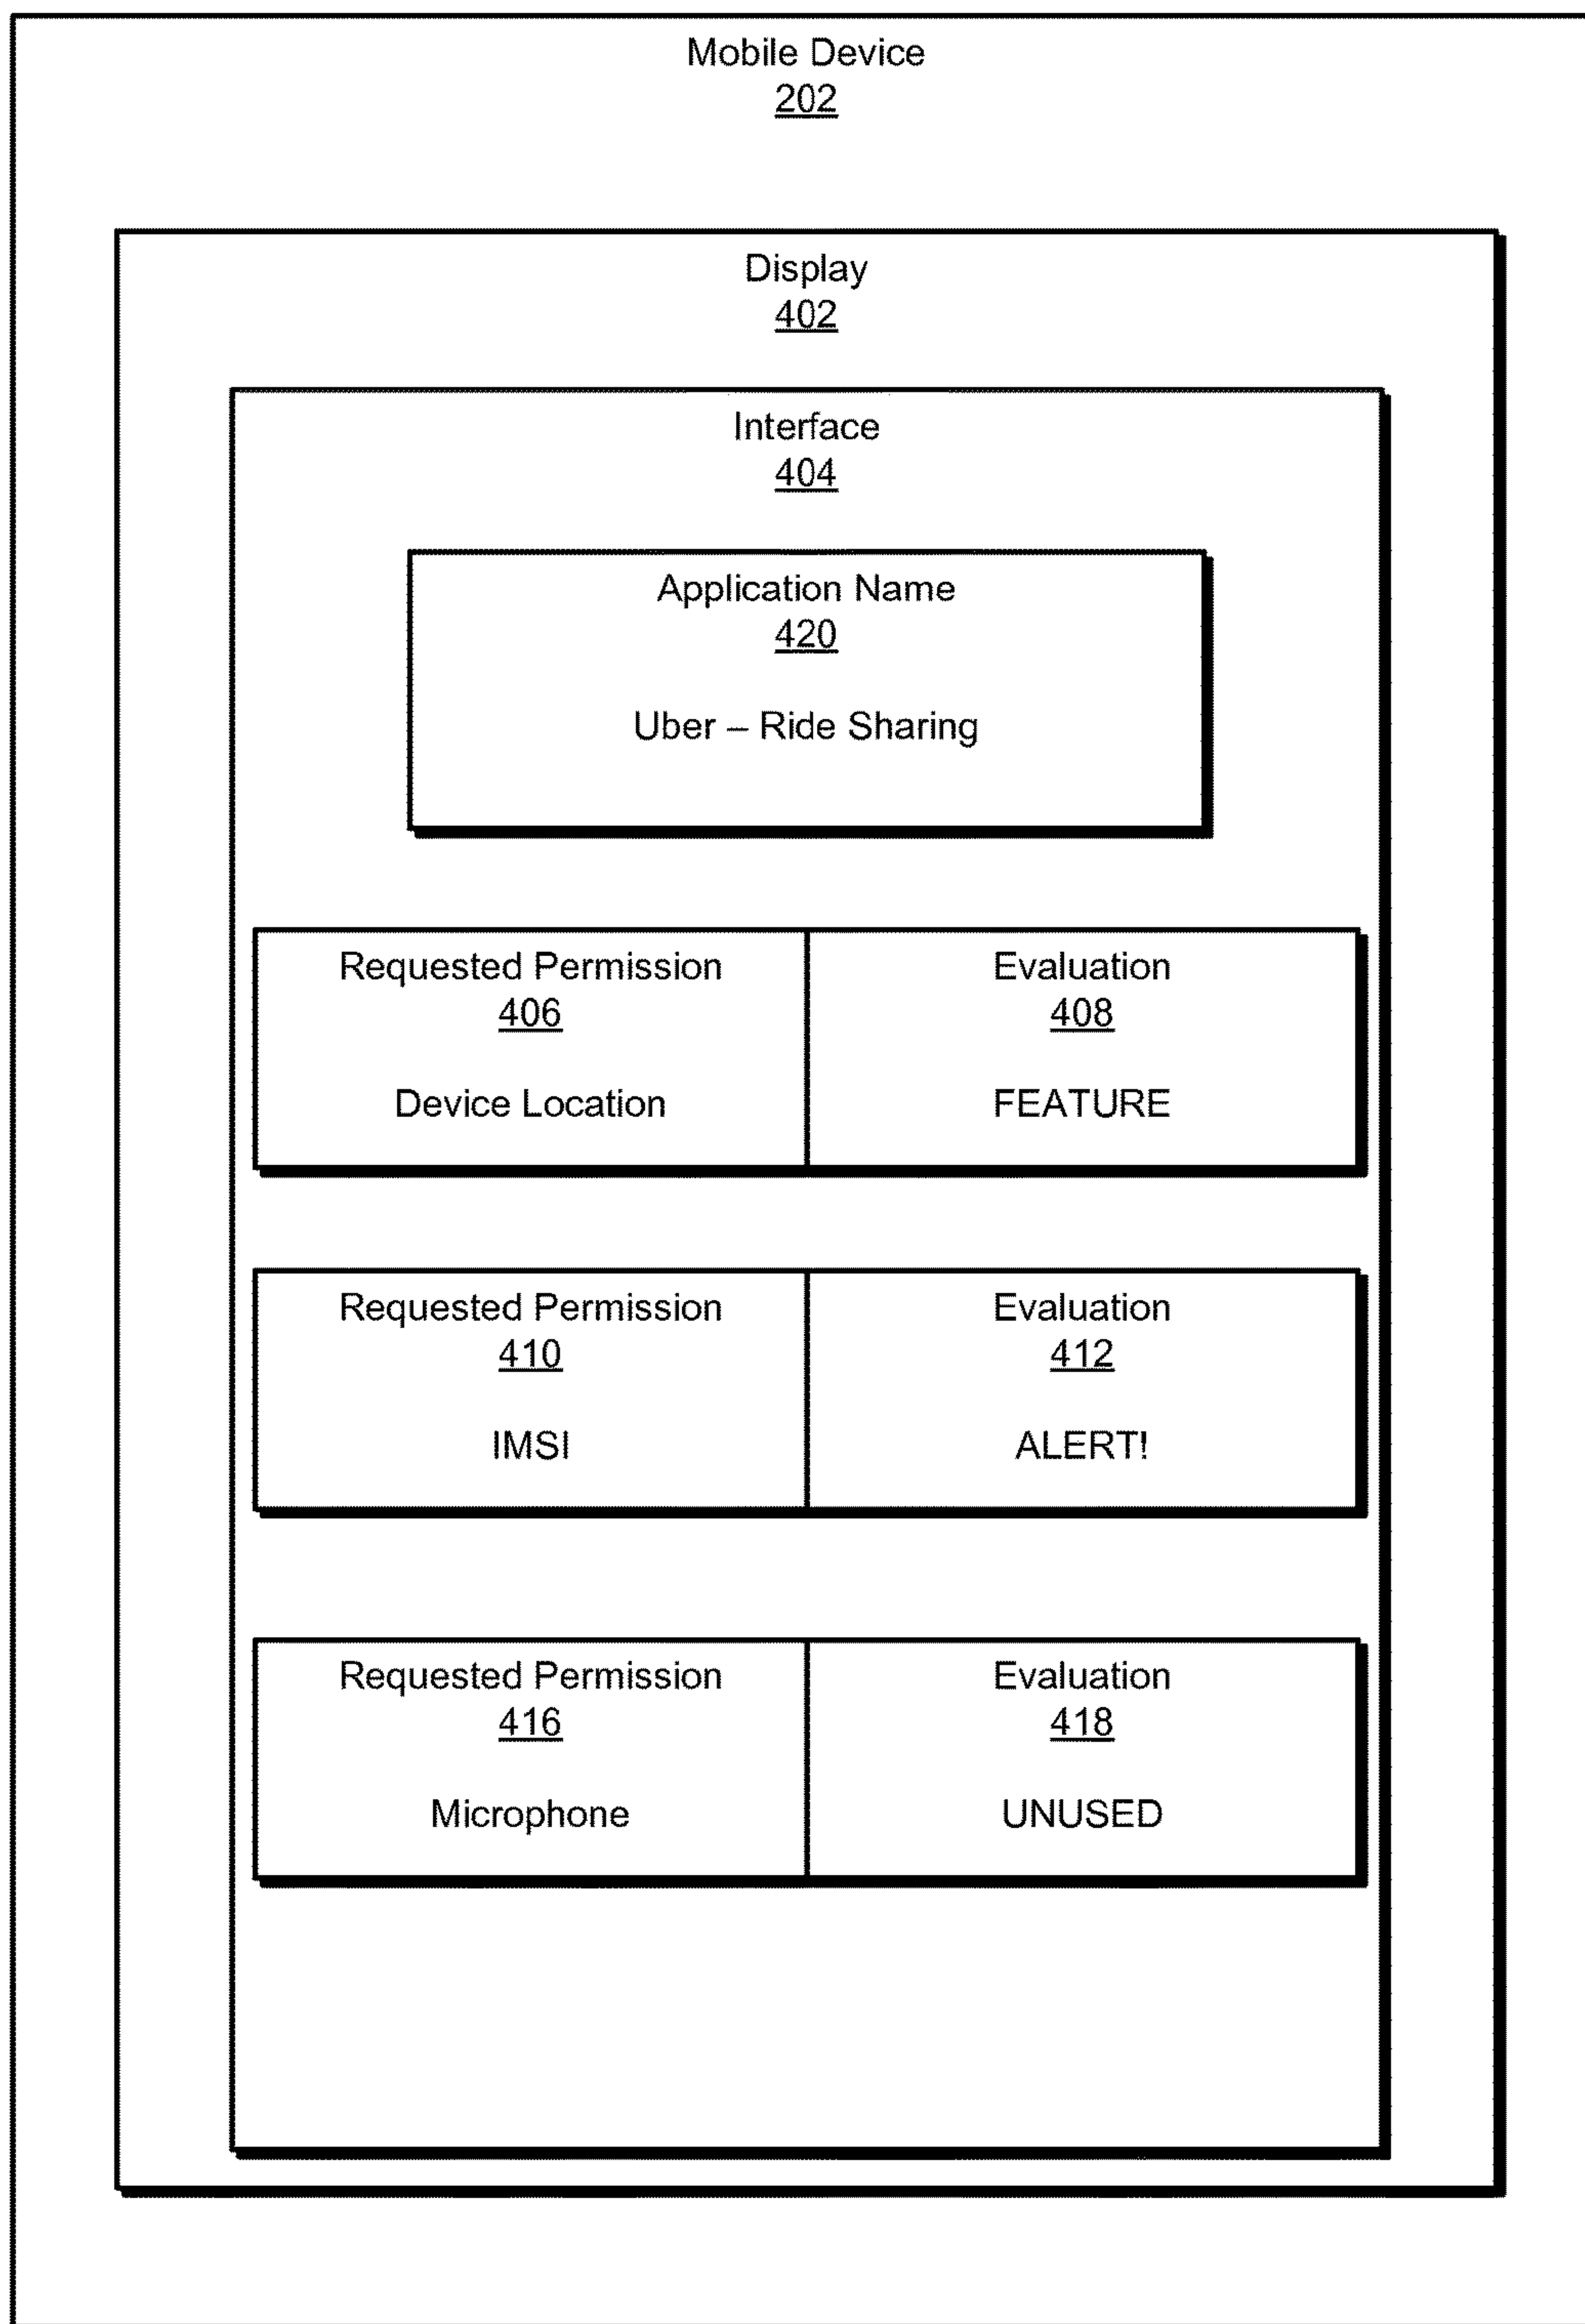 Mobile Device
202
Display
402
Interface
404
Application Name
420
Uber – Ride Sharing
Requested Permission
406
Device Location
Evaluation
408
FEATURE
Requested Permission
410
IMSI
Evaluation
412
ALERT!
Requested Permission
416
Microphone
Evaluation
418
UNUSED